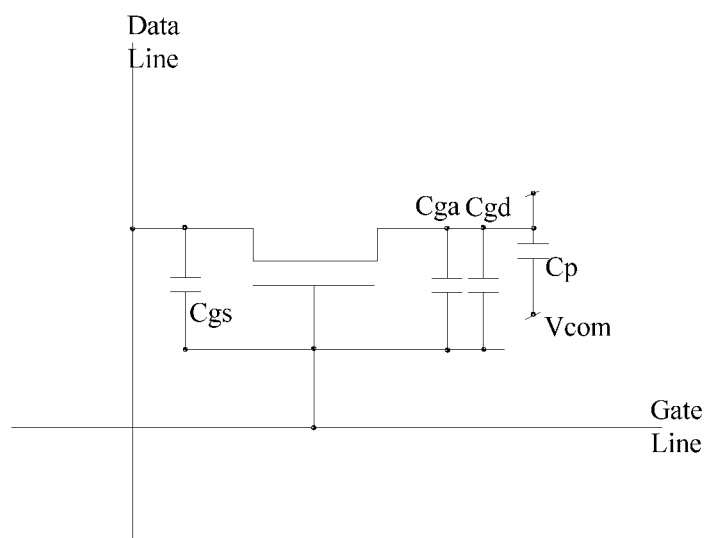 Data
Line
Cga Cgd
Cp
Cgs
Vcom
Gate
Line